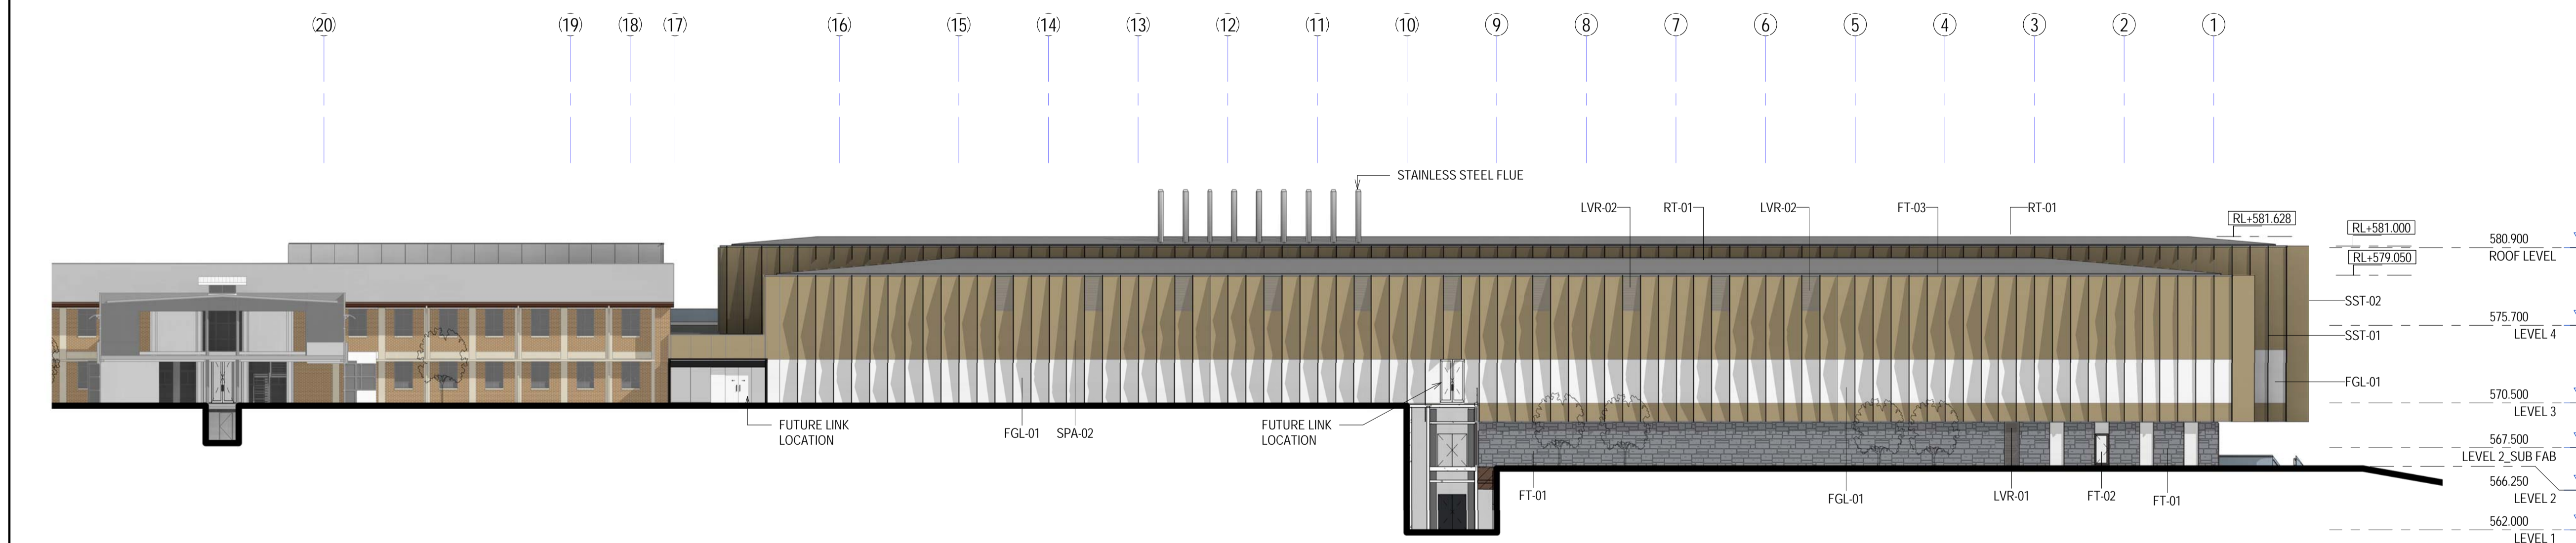 20 19 18 17 16 15 14 13 12 11 10 9 8 7 6 5 4 3 2 1
STAINLESS STEEL FLUE
LVR-02 RT-01 LVR-02 FT-03 RT-01
RL+581.628
RL+581.000
580.900
ROOF LEVEL
RL+579.050
SST-02
575.700
LEVEL 4
SST-01
FGL-01
570.500
LEVEL 3
FUTURE LINK
LOCATION
FGL-01 SPA-02
FUTURE LINK
LOCATION
567.500
LEVEL 2_SUB FAB
566.250
LEVEL 2
FT-01 FGL-01 LVR-01 FT-02 FT-01
562.000
LEVEL 1